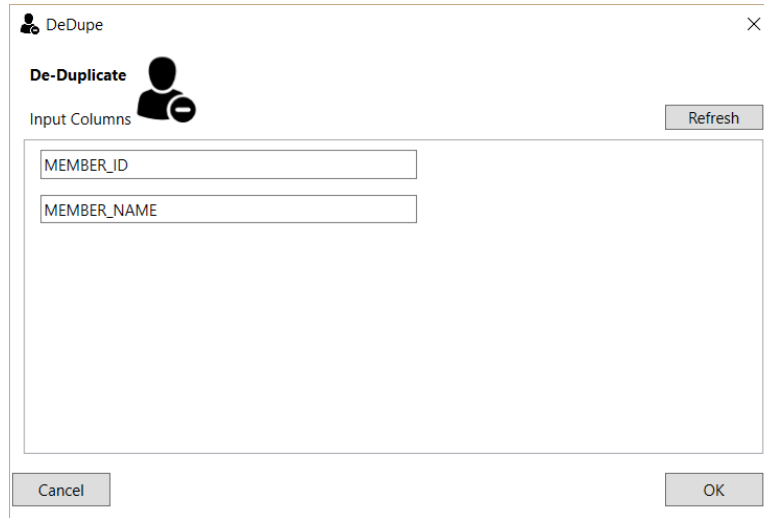 DeDupe
De-Duplicate
Input Columns
Refresh
MEMBER_ID
MEMBER_NAME
Cancel
OK